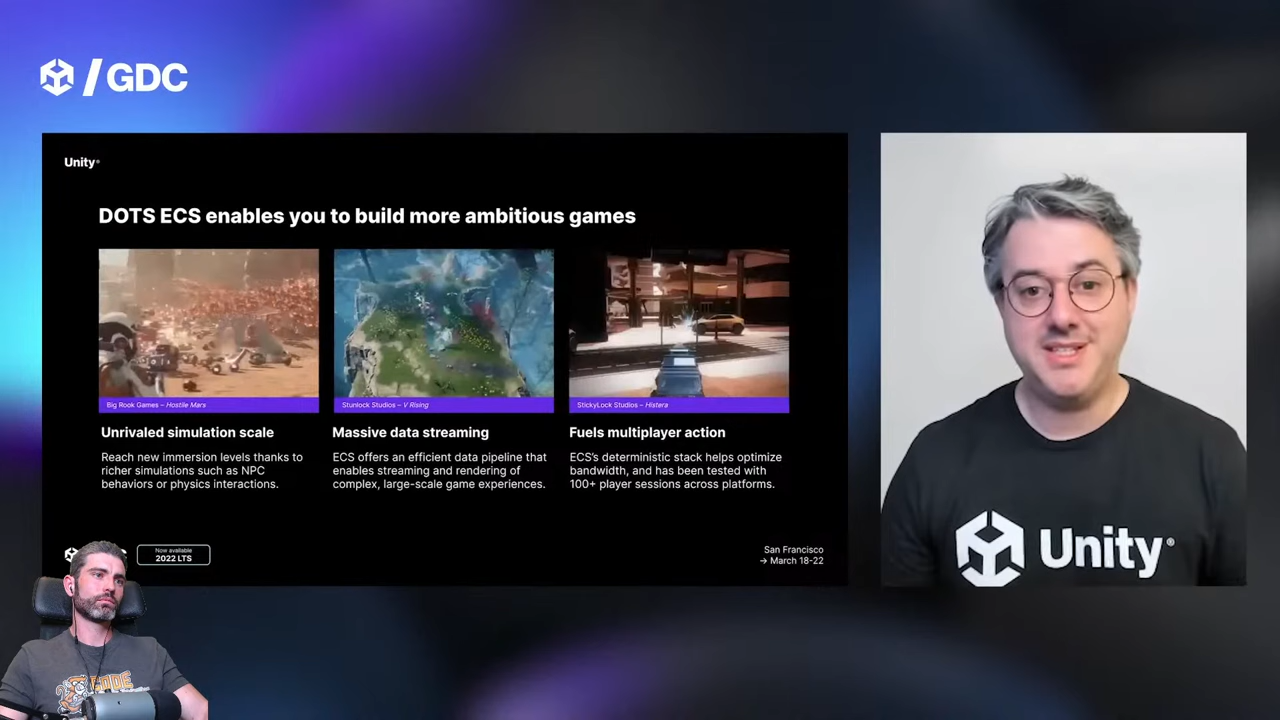 / GDC
Unity®
DOTS ECS enables you to build more ambitious games
Big Rook Games – Hostile Mars
Stunlock Studios – V Rising
StickyLock Studios – Histera
Unrivaled simulation scale
Reach new immersion levels thanks to
richer simulations such as NPC
behaviors or physics interactions.
Massive data streaming
ECS offers an efficient data pipeline that
enables streaming and rendering of
complex, large-scale game experiences.
Fuels multiplayer action
ECS's deterministic stack helps optimize
bandwidth, and has been tested with
100+ player sessions across platforms.
Now available
2022 LTS
San Francisco
→ March 18-22
Unity®
CODE